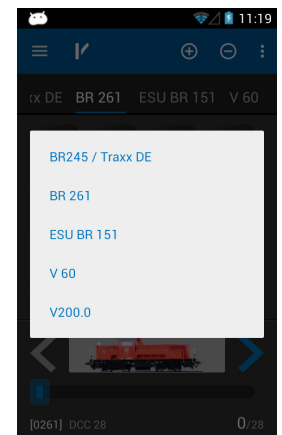 11:19
xx DE BR 261 ESU BR 151 V 60
BR245 / Traxx DE
BR 261
ESU BR 151
V 60
V200.0
[0261] DCC 28 0/28